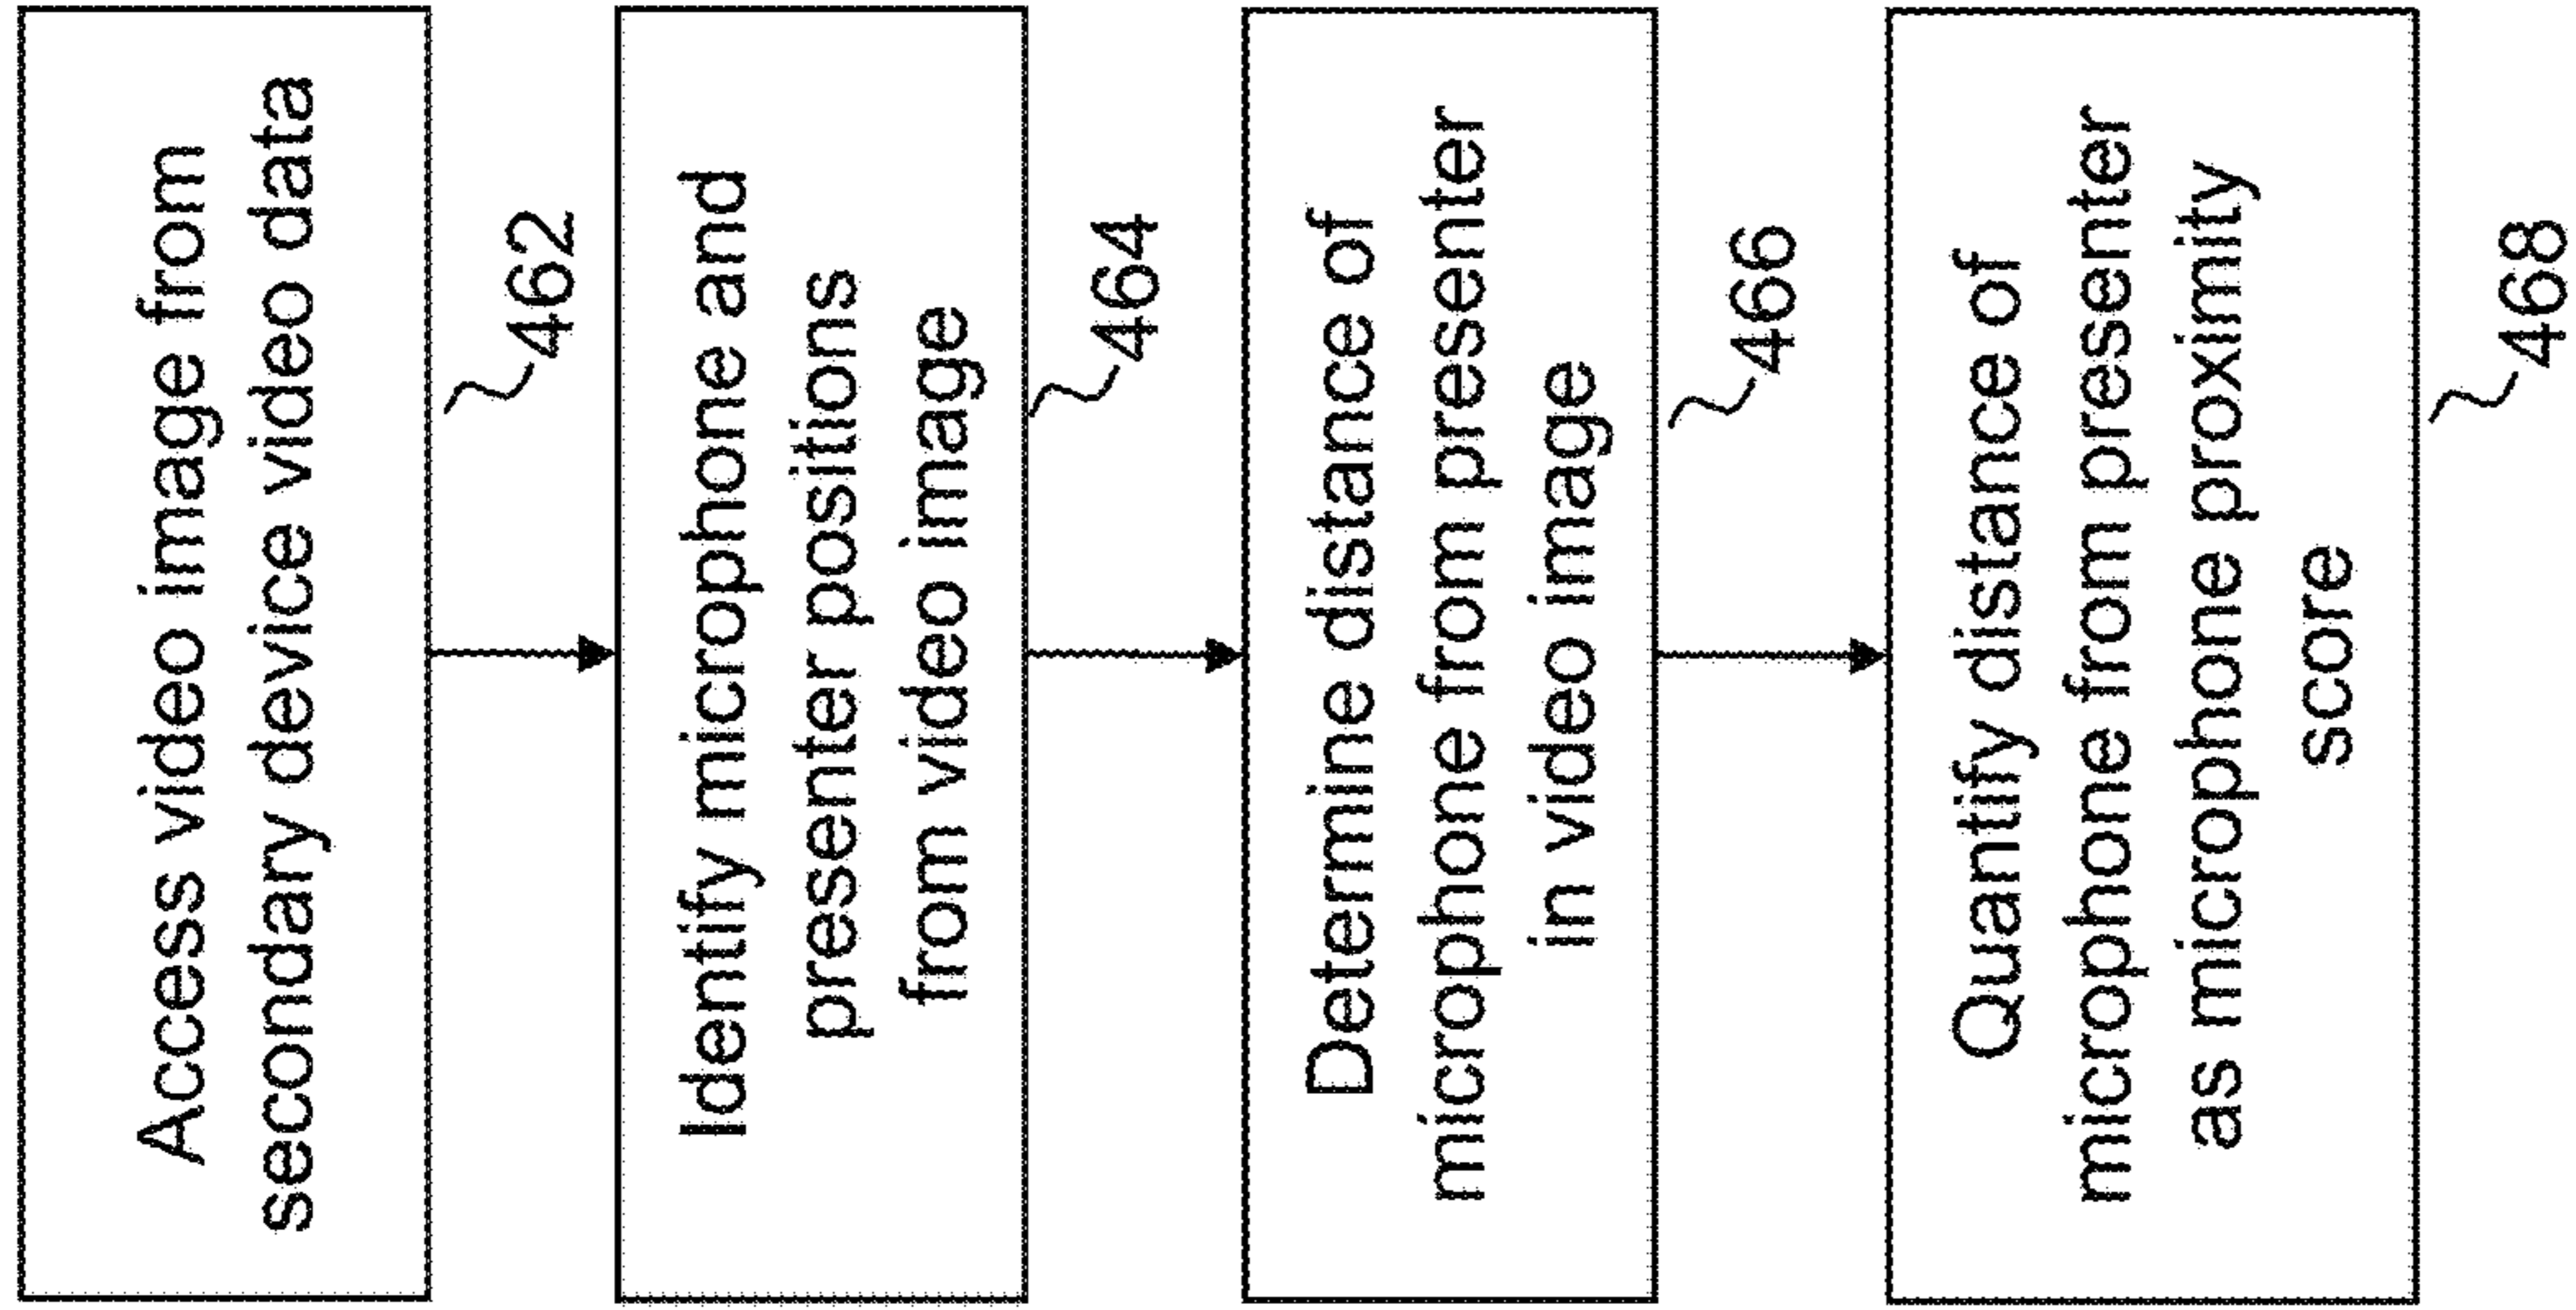 Access video image from
secondary device video data
462
Identify microphone and
presenter positions
from video image
464
Determine distance of
microphone from presenter
in video image
466
Quantify distance of
microphone from presenter
as microphone proximity
score
468